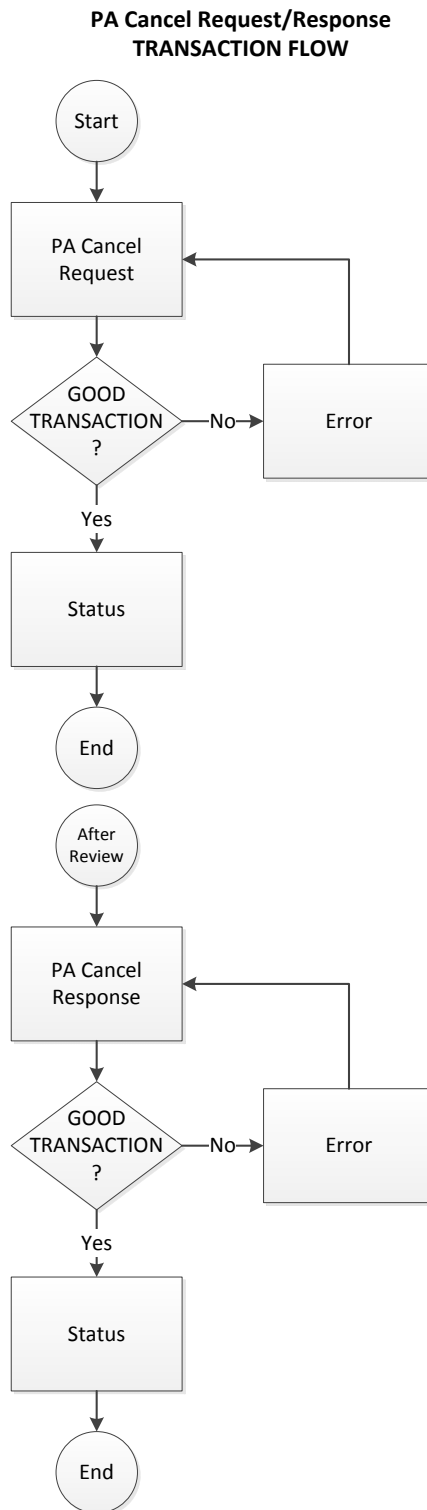 PA Cancel Request/Response
TRANSACTION FLOW
Start
PA Cancel
Request
GOOD
TRANSACTION
?
No
Error
Yes
Status
End
After
Review
PA Cancel
Response
GOOD
TRANSACTION
?
No
Error
Yes
Status
End